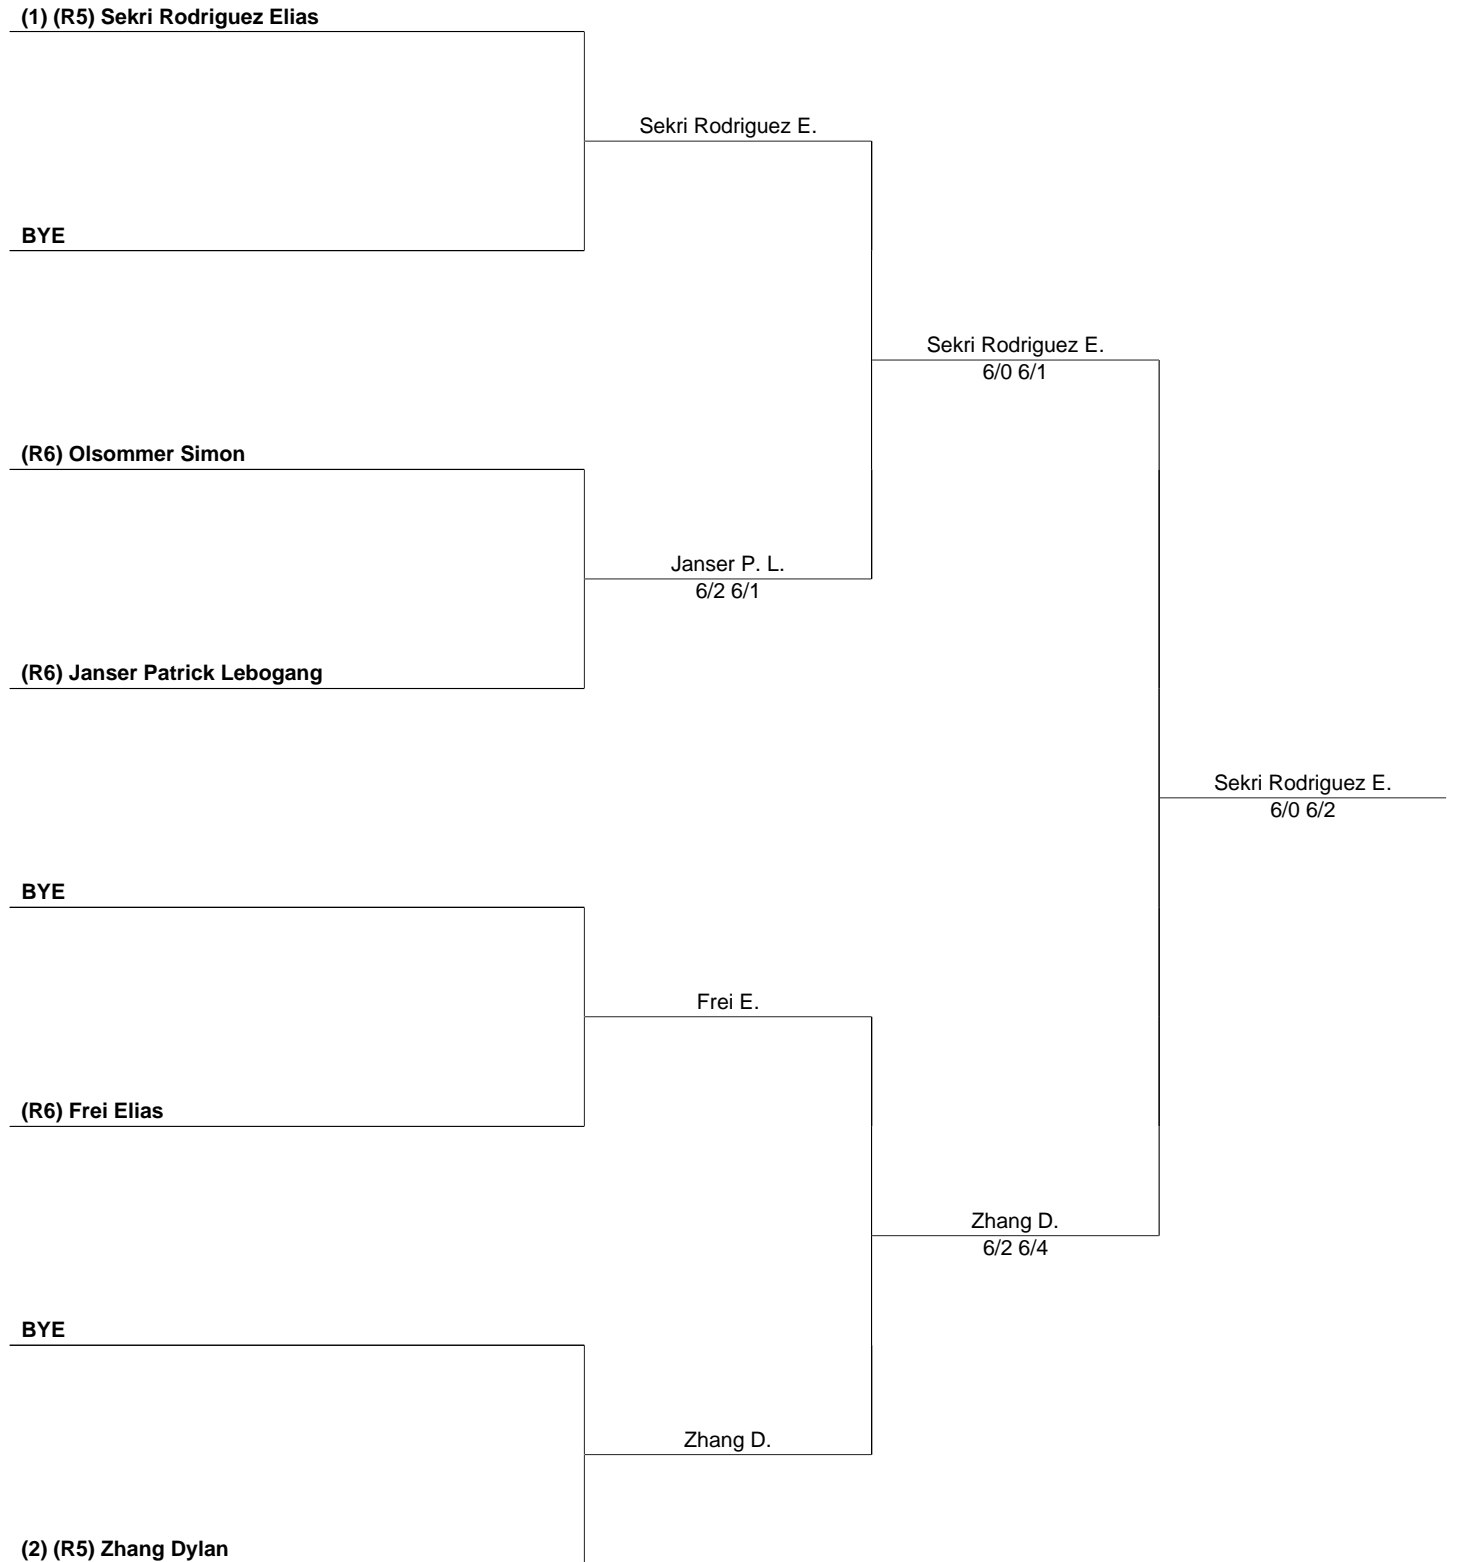 (1) (R5) Sekri Rodriguez Elias
Sekri Rodriguez E.
BYE
Sekri Rodriguez E.
6/0 6/1
(R6) Olsommer Simon
Janser P. L.
6/2 6/1
(R6) Janser Patrick Lebogang
Sekri Rodriguez E.
6/0 6/2
BYE
Frei E.
(R6) Frei Elias
Zhang D.
6/2 6/4
BYE
Zhang D.
(2) (R5) Zhang Dylan